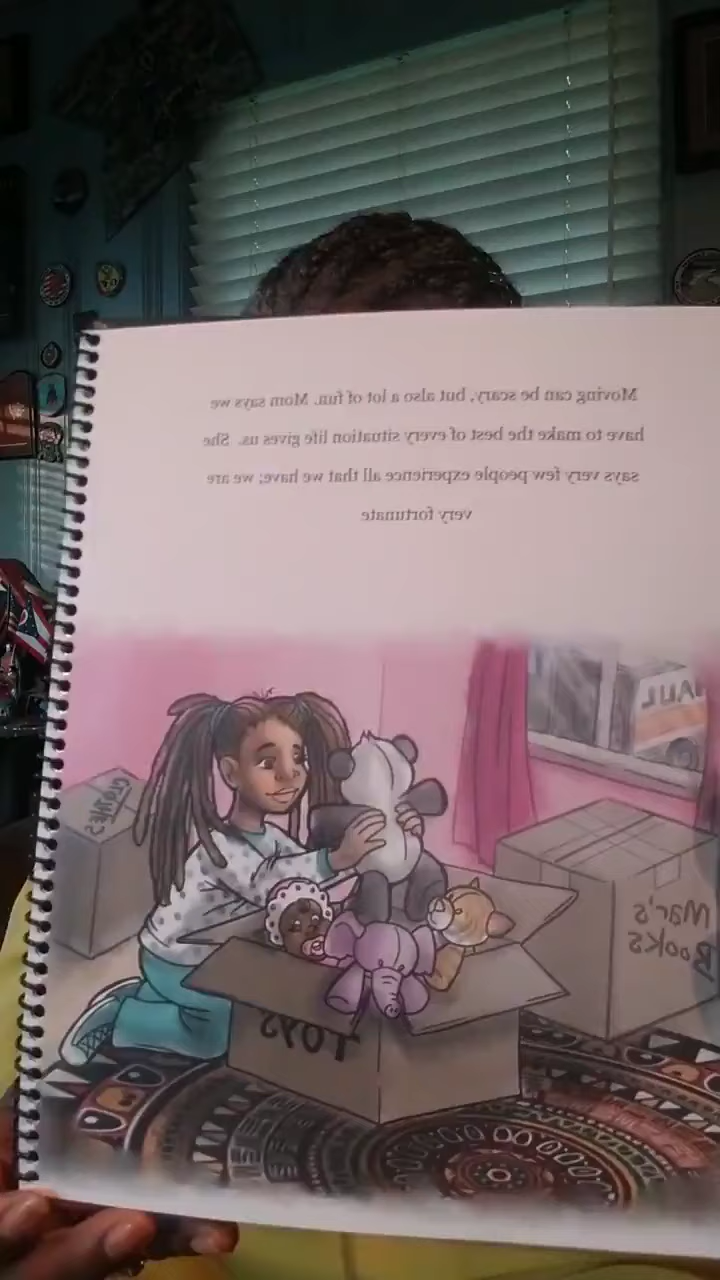 Moving can be scary, but also a lot of fun. Mom says we
have to make the best of every situation life gives us. She
says very few people experience all that we have; we are
very fortunate
AUL
CLOTHES
Mar's
Books
TOYS